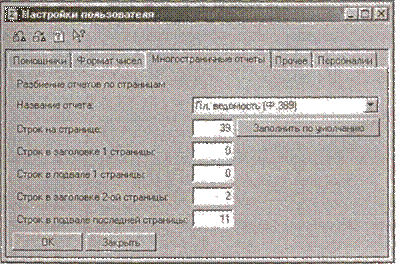 Настройки пользователя
Помощники Формат чисел Многостраничные отчеты Прочее Персоналии
Разбиение отчетов по страницам
Название отчета: Пл. ведомость (Ф.389)
Строк на странице: 39 Заполнить по умолчанию
Строк в заголовке 1 страницы: 0
Строк в подвале 1 страницы: 0
Строк в заголовке 2-ой страницы: 2
Строк в подвале последней страницы: 11
OK Закрыть